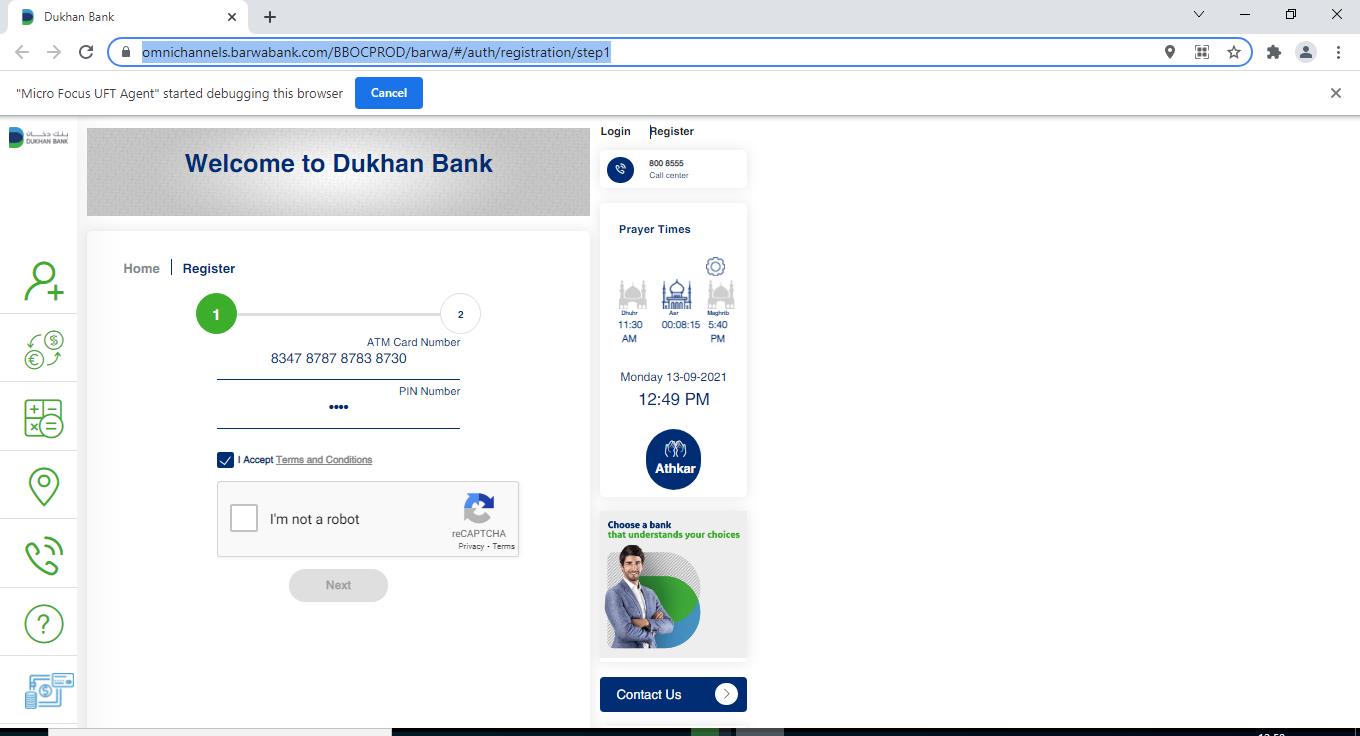 Dukhan Bank
omnichannels.barwabank.com/BBOCPROD/barwa/#/auth/registration/step1
"Micro Focus UFT Agent" started debugging this browser
Cancel
بنك دخان
DUKHAN BANK
Welcome to Dukhan Bank
Home
Register
1
2
ATM Card Number
8347 8787 8783 8730
PIN Number
••••
I Accept Terms and Conditions
I'm not a robot
reCAPTCHA
Privacy - Terms
Next
Login
Register
800 8555
Call center
Prayer Times
Dhuhr
Asr
Maghrib
11:30
AM
00:08:15
5:40
PM
Monday 13-09-2021
12:49 PM
Athkar
Choose a bank
that understands your choices
Contact Us